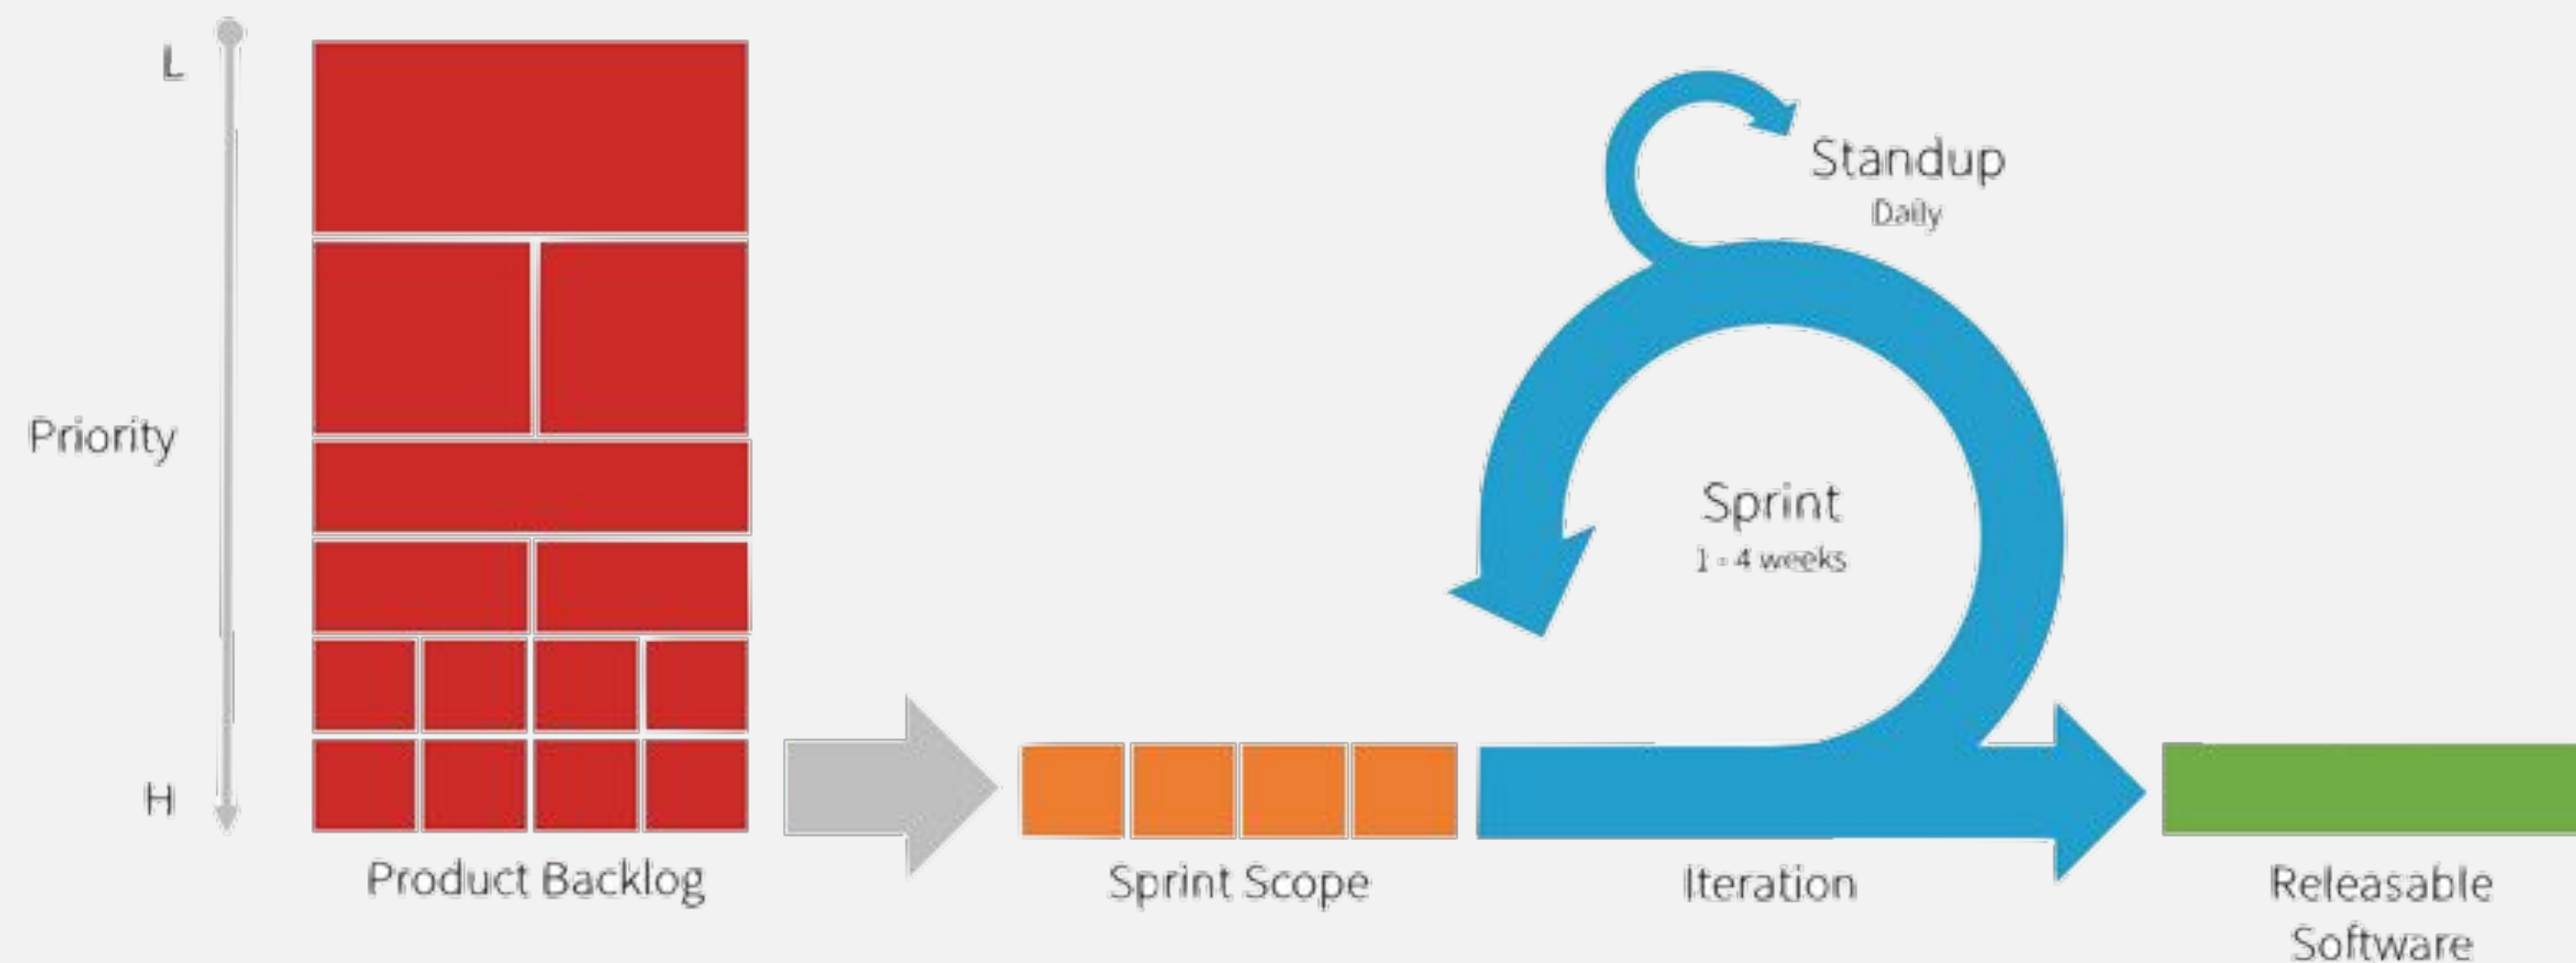 L
Priority
H
Product Backlog
Sprint Scope
Standup
Daily
Sprint
1 - 4 weeks
Iteration
Releasable
Software